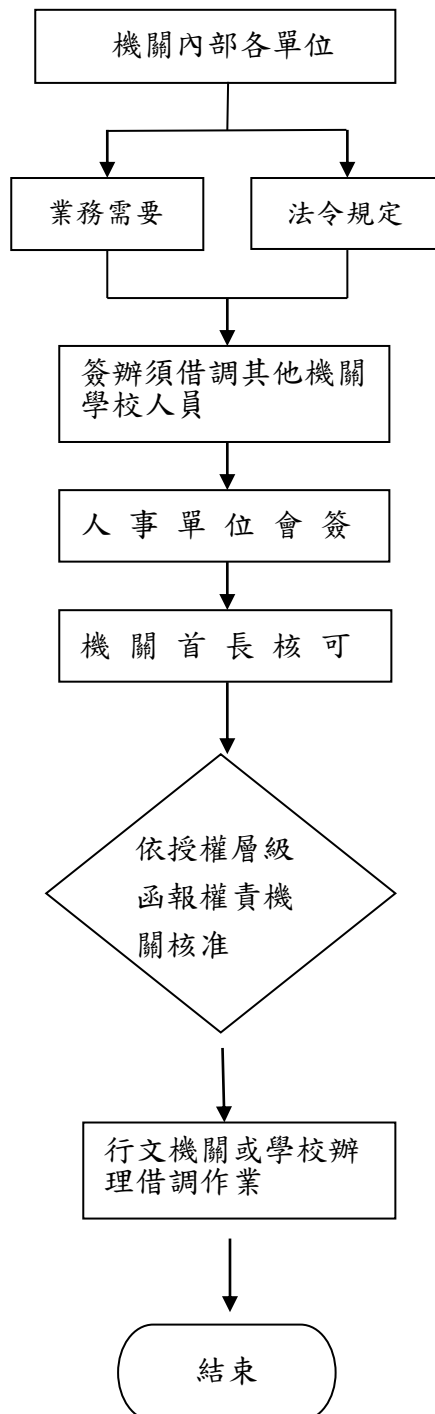 機關內部各單位
業務需要
法令規定
簽辦須借調其他機關
學校人員
人事單位會簽
機關首長核可
依授權層級
函報權責機
關核准
行文機關或學校辦
理借調作業
結束